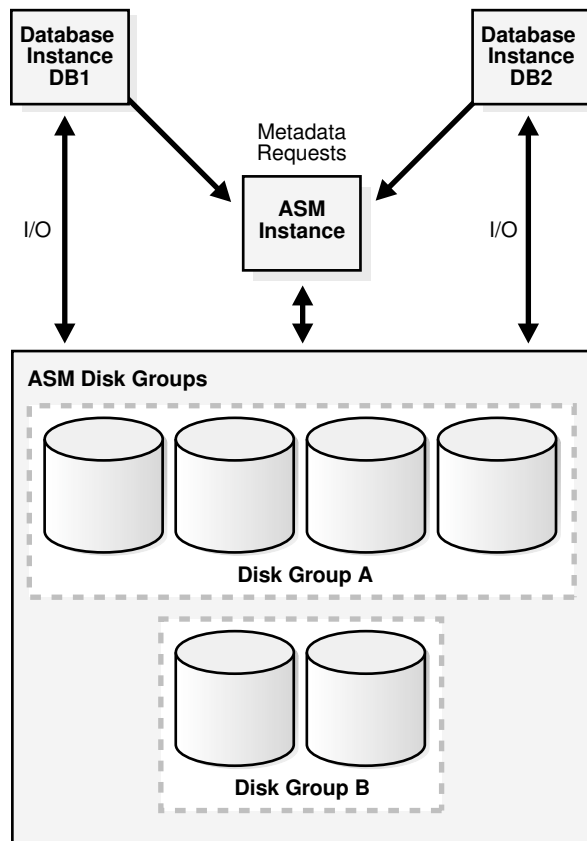 Database
Instance
DB1
Database
Instance
DB2
Metadata
Requests
ASM
Instance
I/O
I/O
ASM Disk Groups
Disk Group A
Disk Group B